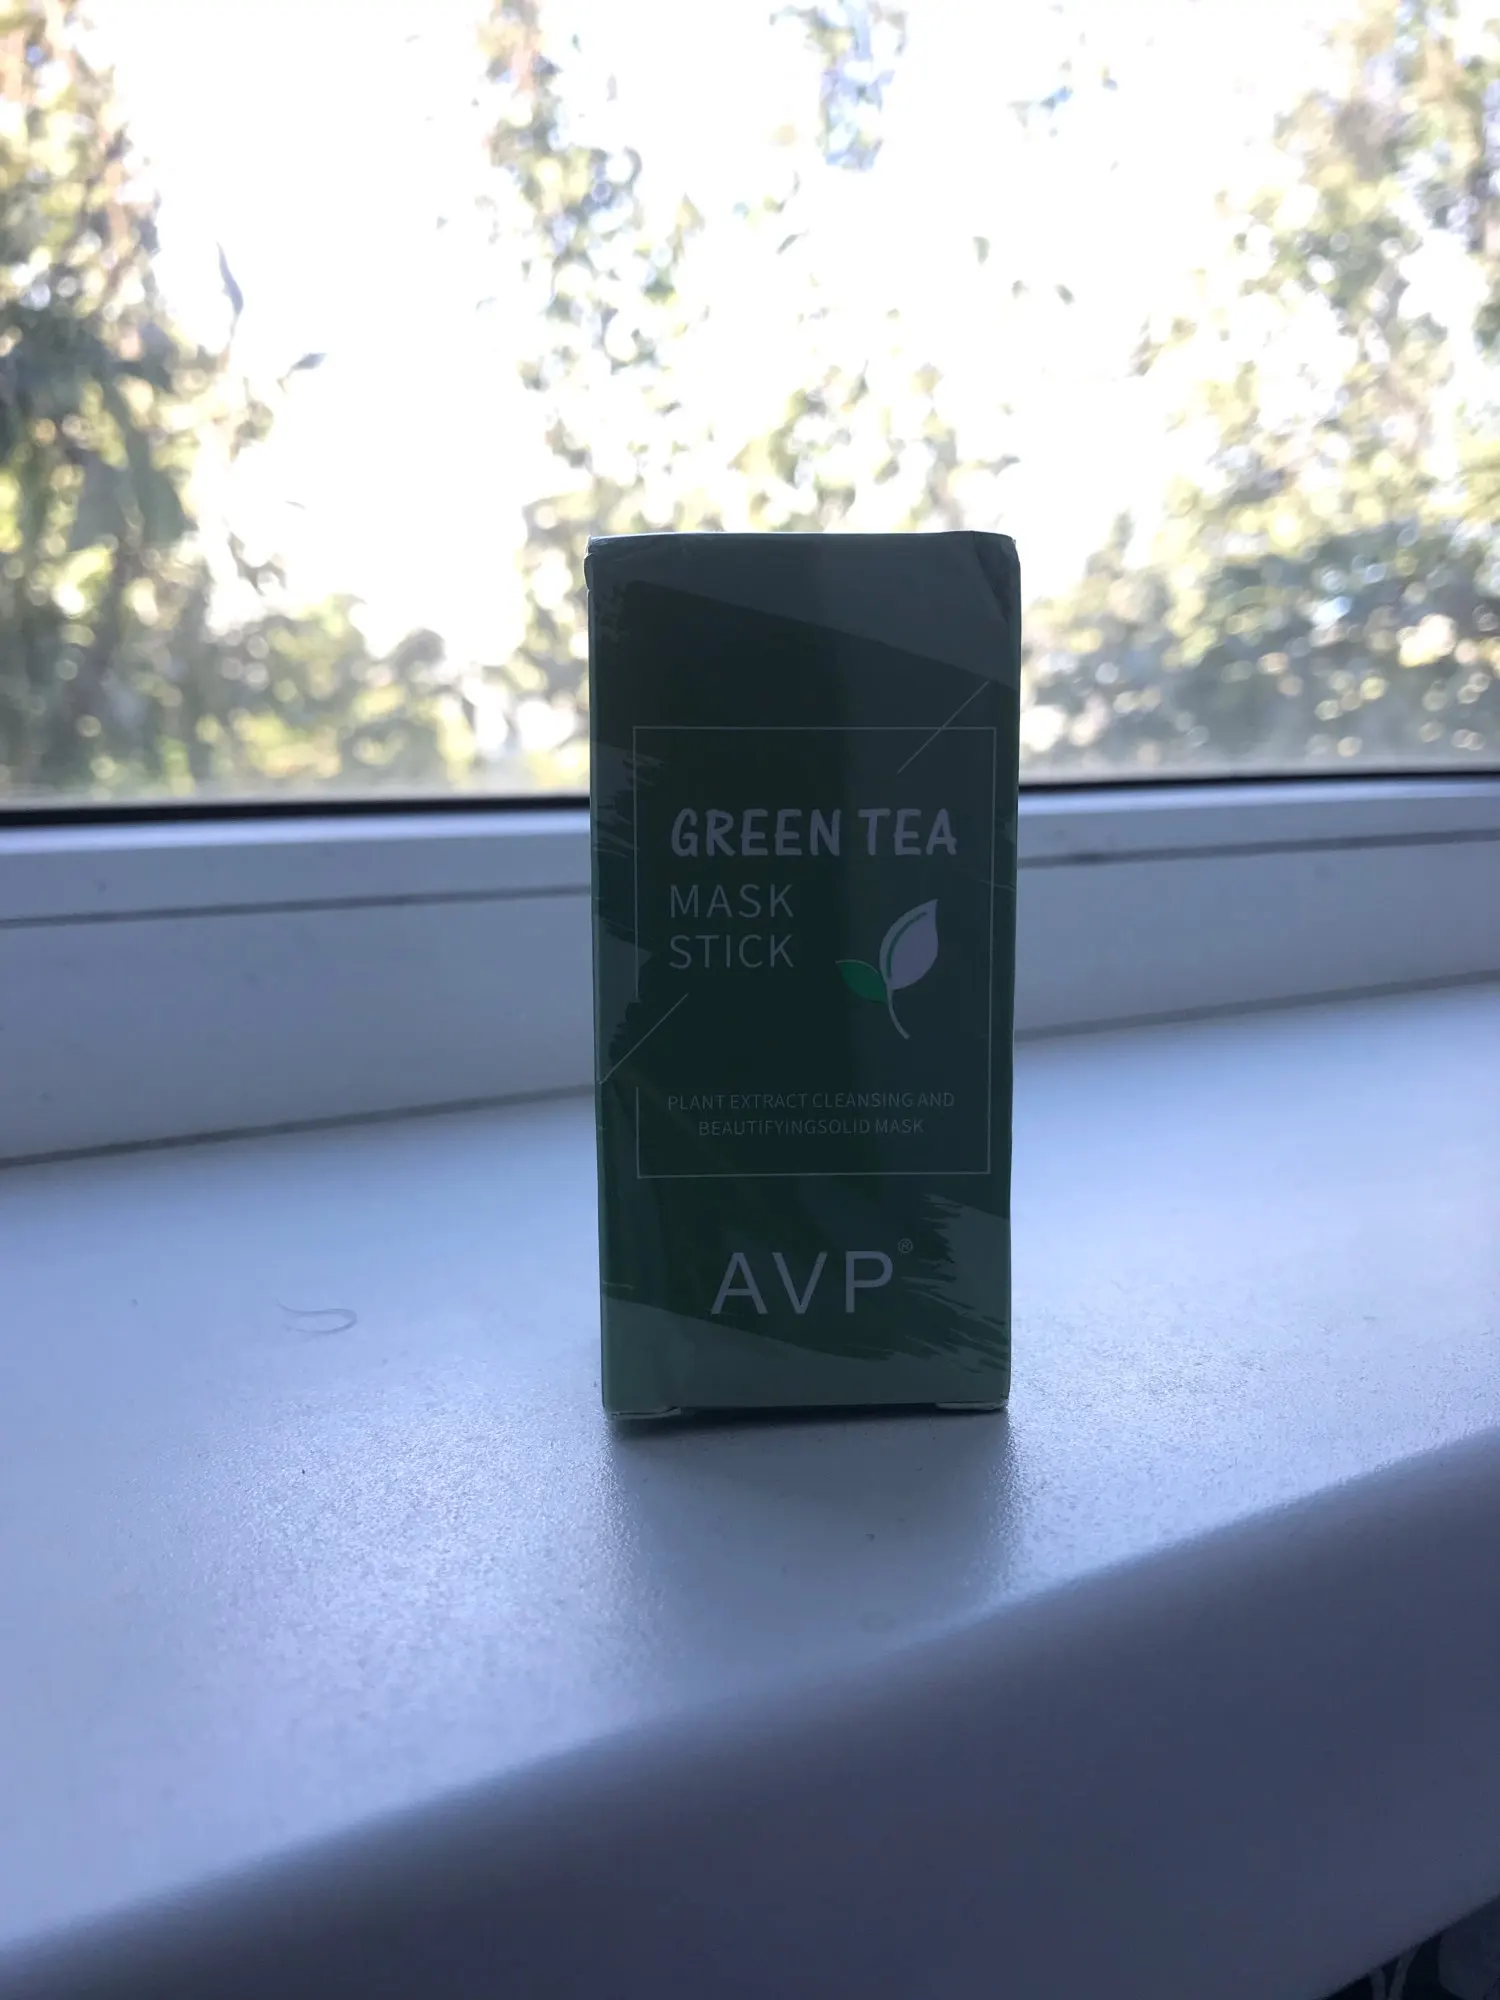 GREEN TEA
MASK
STICK
PLANT EXTRACT CLEANSING AND
BEAUTIFYINGSOLID MASK
AVP®